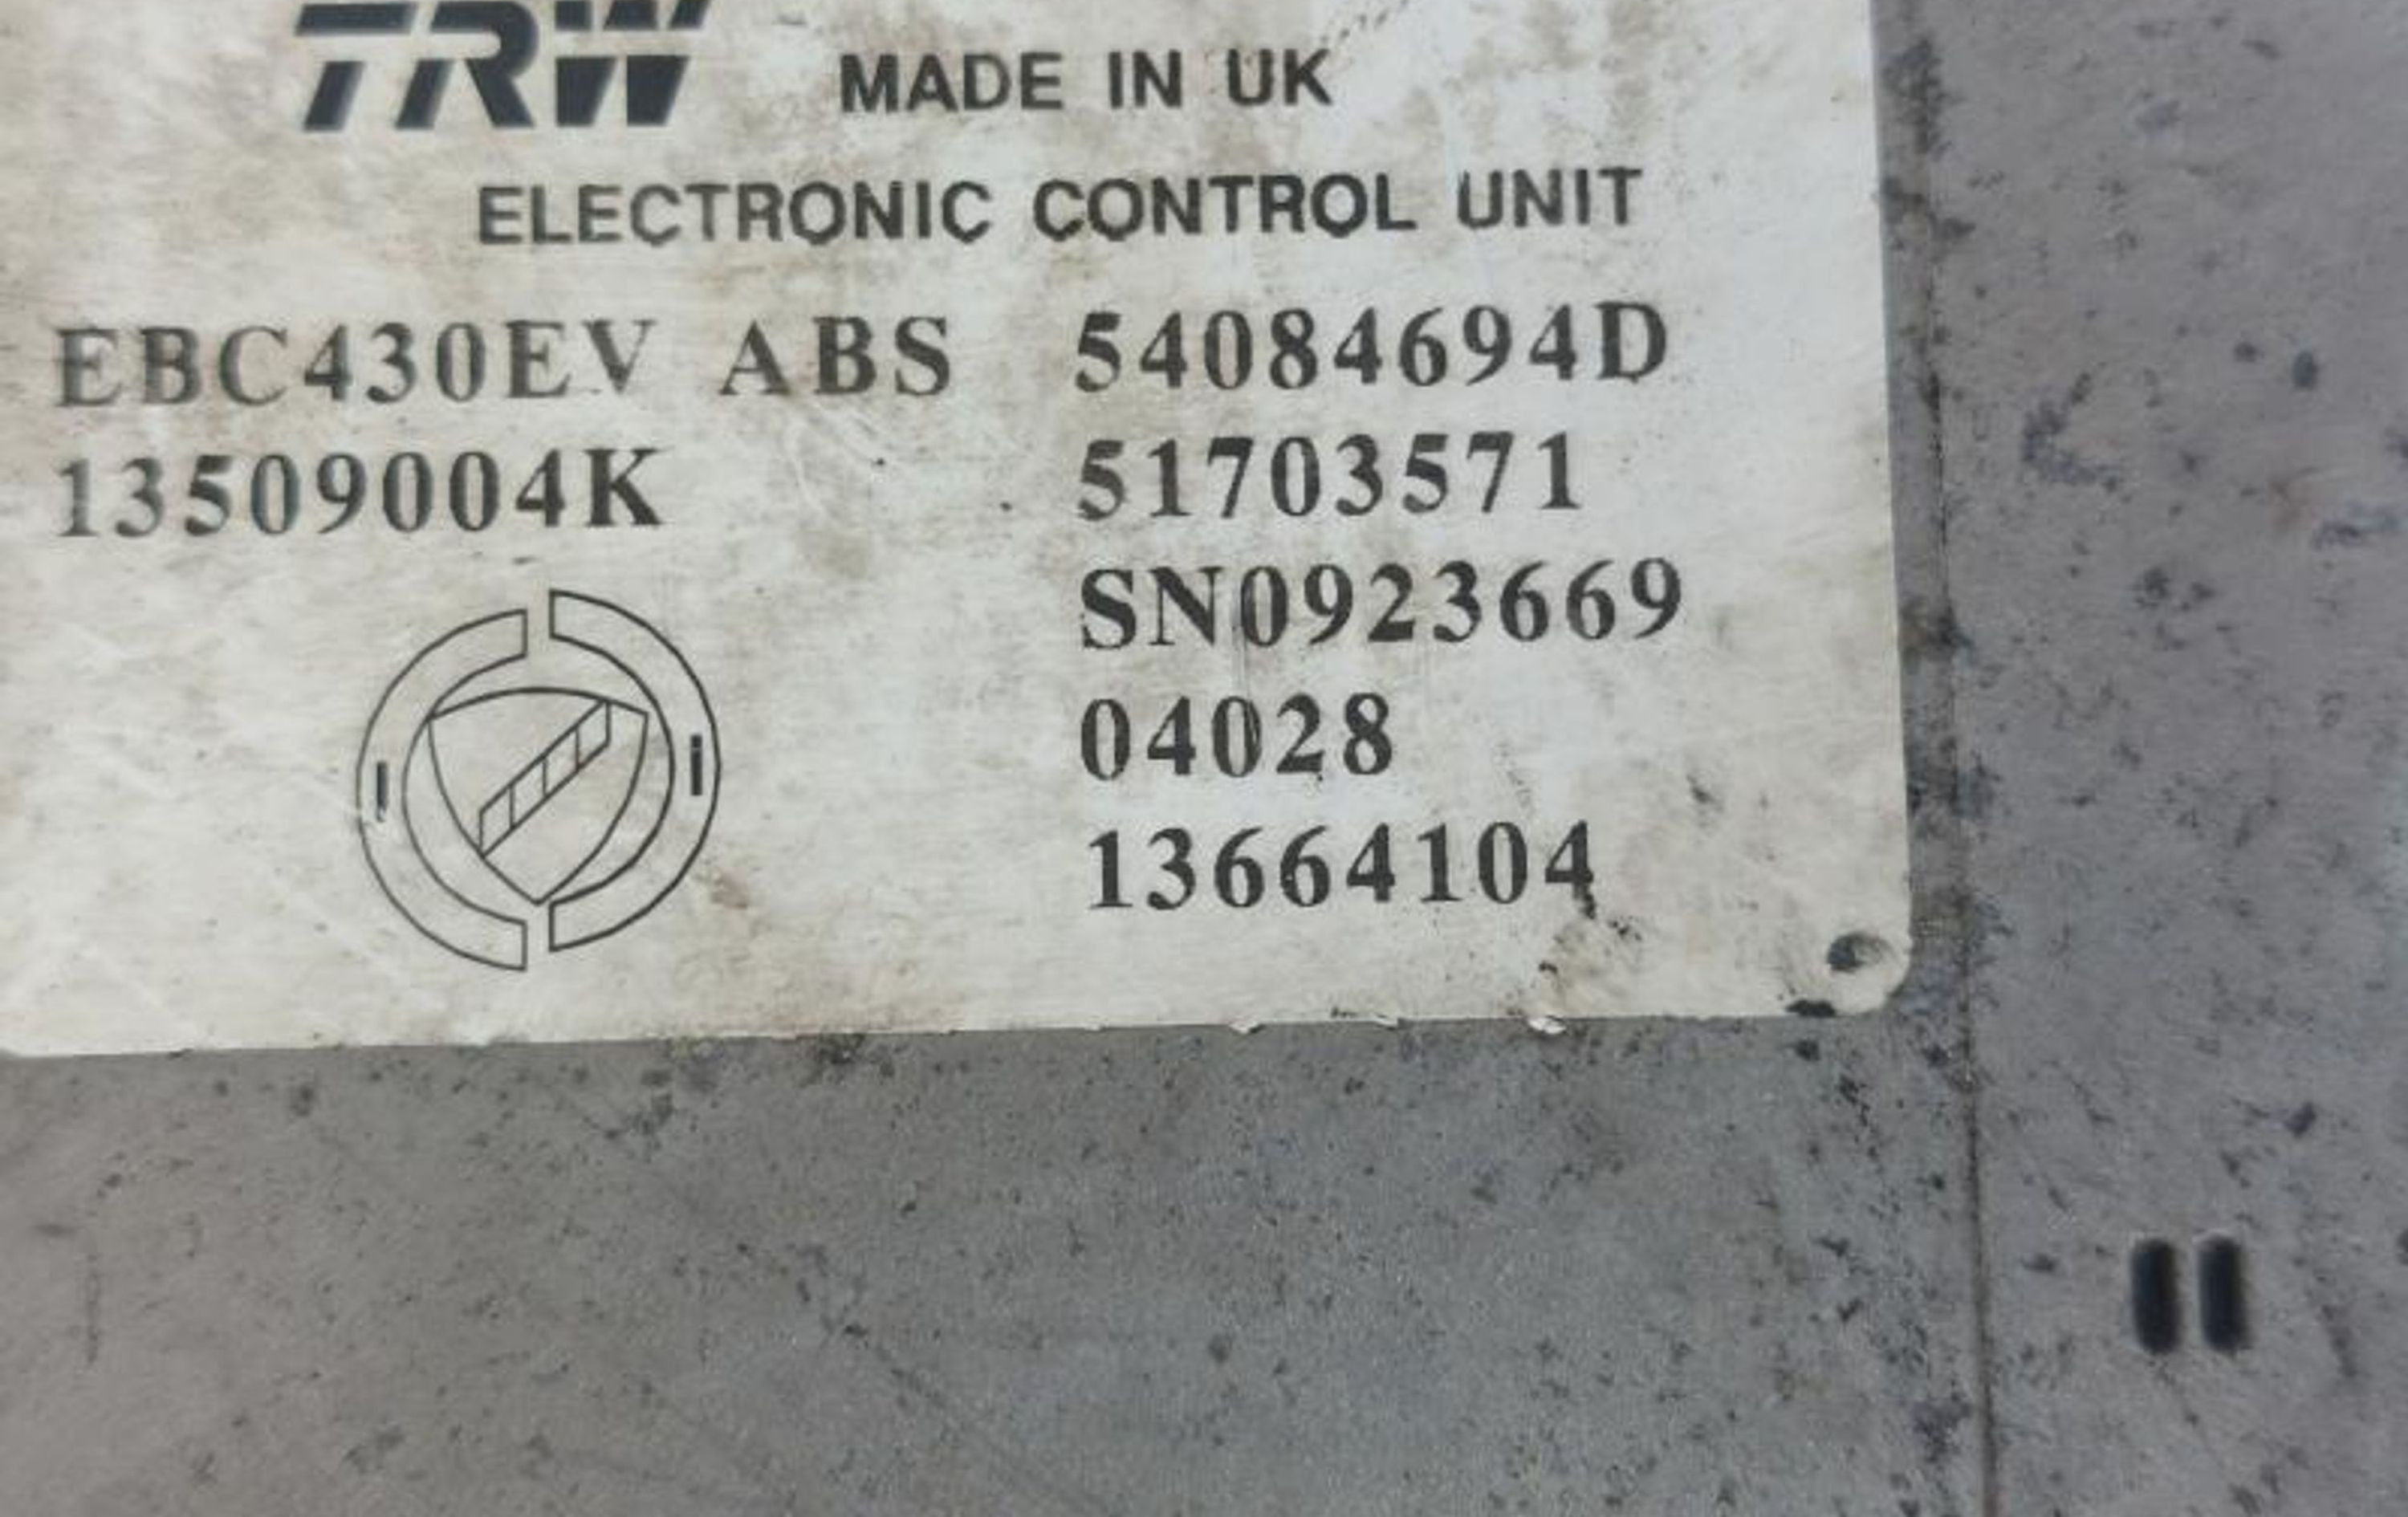 TRW MADE IN UK
ELECTRONIC CONTROL UNIT
EBC430EV ABS 54084694D
13509004K 51703571
SN0923669
04028
13664104